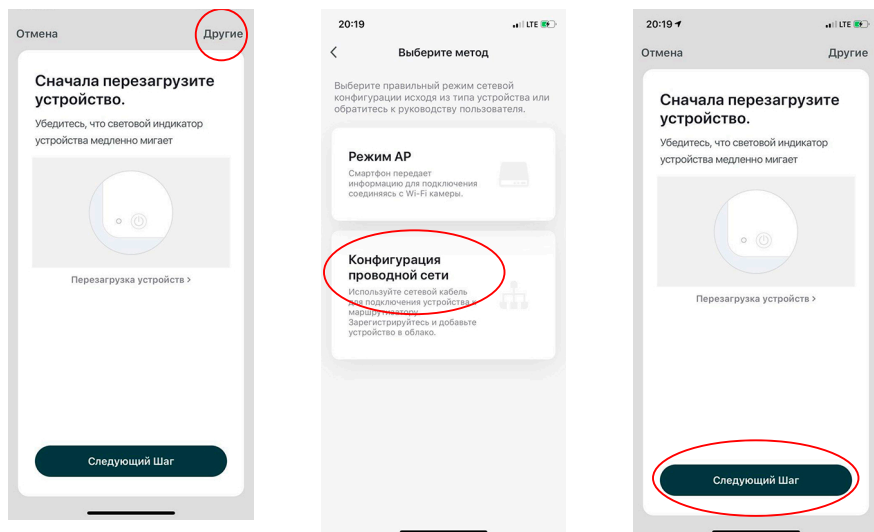 Отмена
Другие
Сначала перезагрузите
устройство.
Убедитесь, что световой индикатор
устройства медленно мигает
Перезагрузка устройств >
Следующий Шаг
20:19
LTE
Выберите метод
Выберите правильный режим сетевой
конфигурации исходя из типа устройства или
обратитесь к руководству пользователя.
Режим AP
Смартфон передает
информацию для подключения
соединяясь с Wi-Fi камеры.
Конфигурация
проводной сети
Используйте сетевой кабель
для подключения устройства к
маршрутизатору.
Зарегистрируйтесь и добавьте
устройство в облако.
20:19
LTE
Отмена
Другие
Сначала перезагрузите
устройство.
Убедитесь, что световой индикатор
устройства медленно мигает
Перезагрузка устройств >
Следующий Шаг